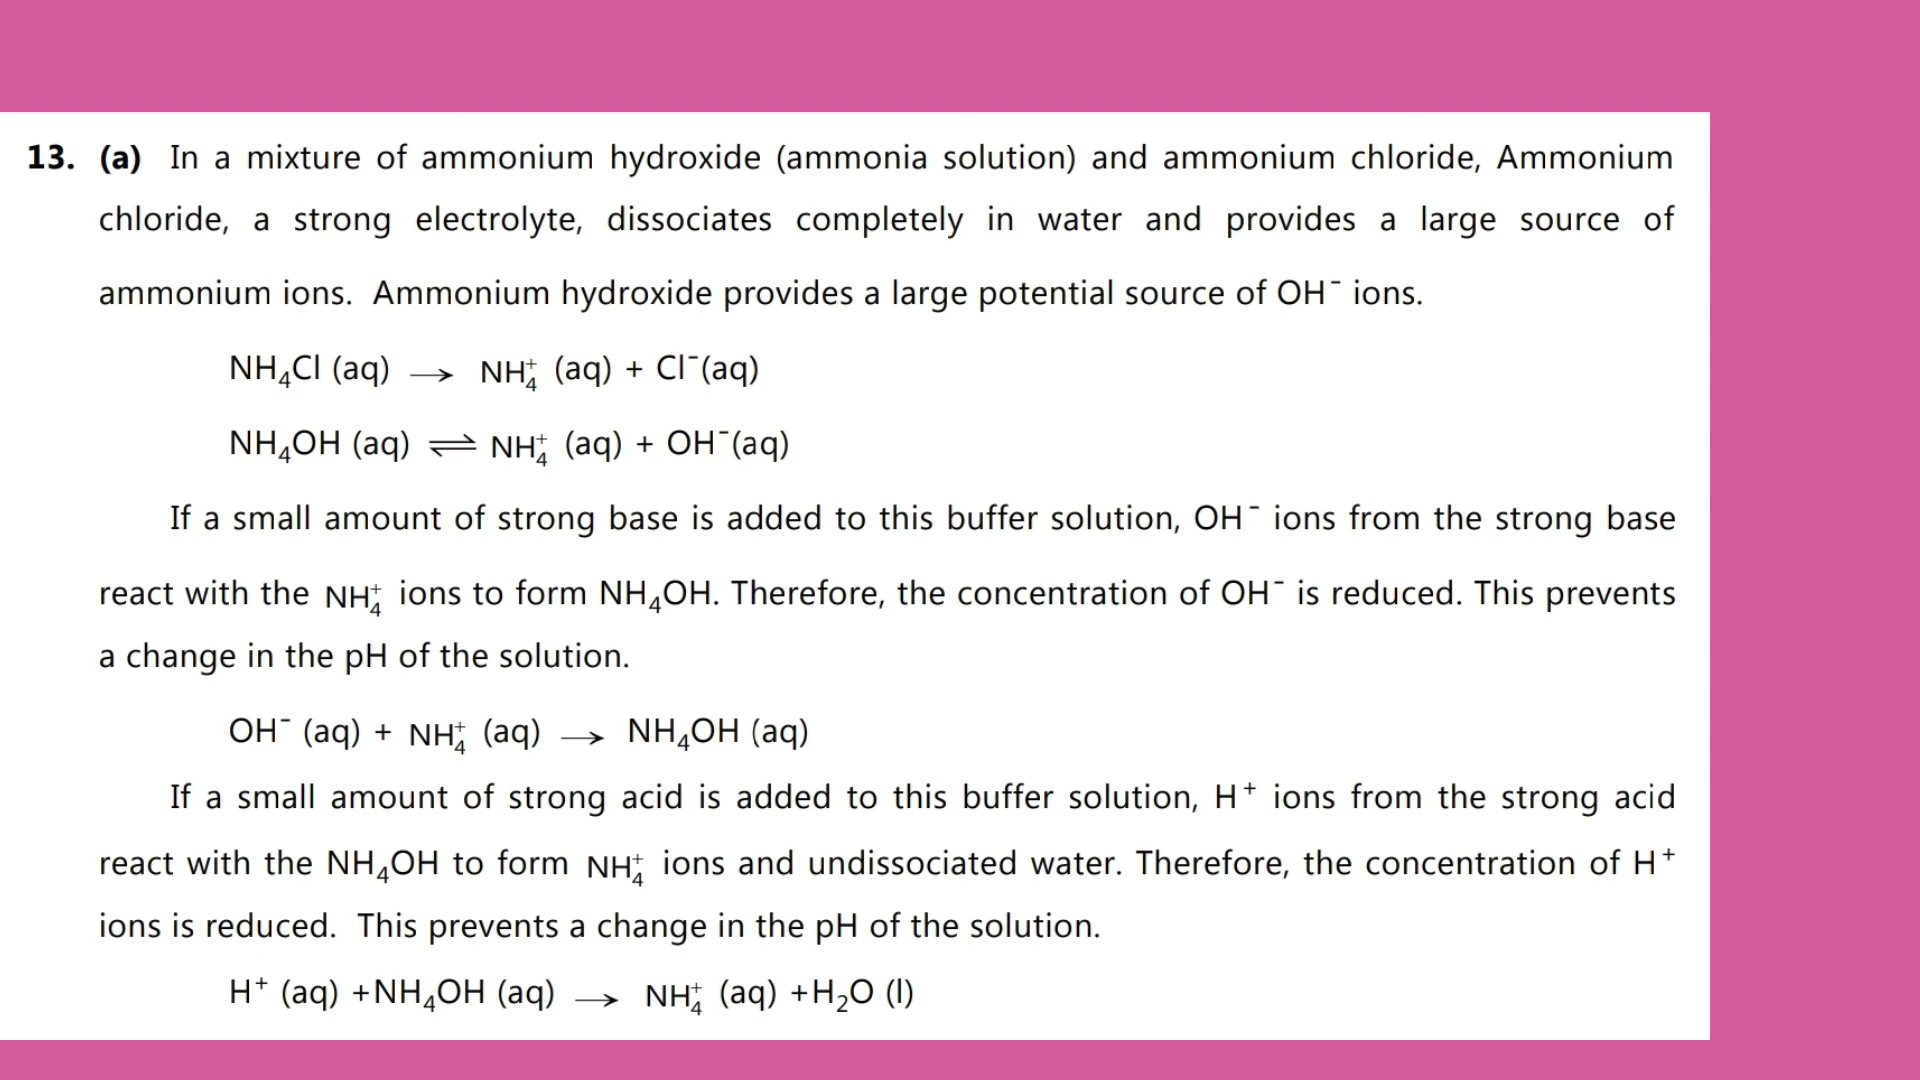 13. (a) In a mixture of ammonium hydroxide (ammonia solution) and ammonium chloride, Ammonium
chloride, a strong electrolyte, dissociates completely in water and provides a large source of
ammonium ions. Ammonium hydroxide provides a large potential source of OH⁻ ions.
NH₄Cl (aq) ⟶ NH₄⁺ (aq) + Cl⁻(aq)
NH₄OH (aq) ⇌ NH₄⁺ (aq) + OH⁻(aq)
If a small amount of strong base is added to this buffer solution, OH⁻ ions from the strong base
react with the NH₄⁺ ions to form NH₄OH. Therefore, the concentration of OH⁻ is reduced. This prevents
a change in the pH of the solution.
OH⁻ (aq) + NH₄⁺ (aq) ⟶ NH₄OH (aq)
If a small amount of strong acid is added to this buffer solution, H⁺ ions from the strong acid
react with the NH₄OH to form NH₄⁺ ions and undissociated water. Therefore, the concentration of H⁺
ions is reduced. This prevents a change in the pH of the solution.
H⁺ (aq) +NH₄OH (aq) ⟶ NH₄⁺ (aq) +H₂O (l)